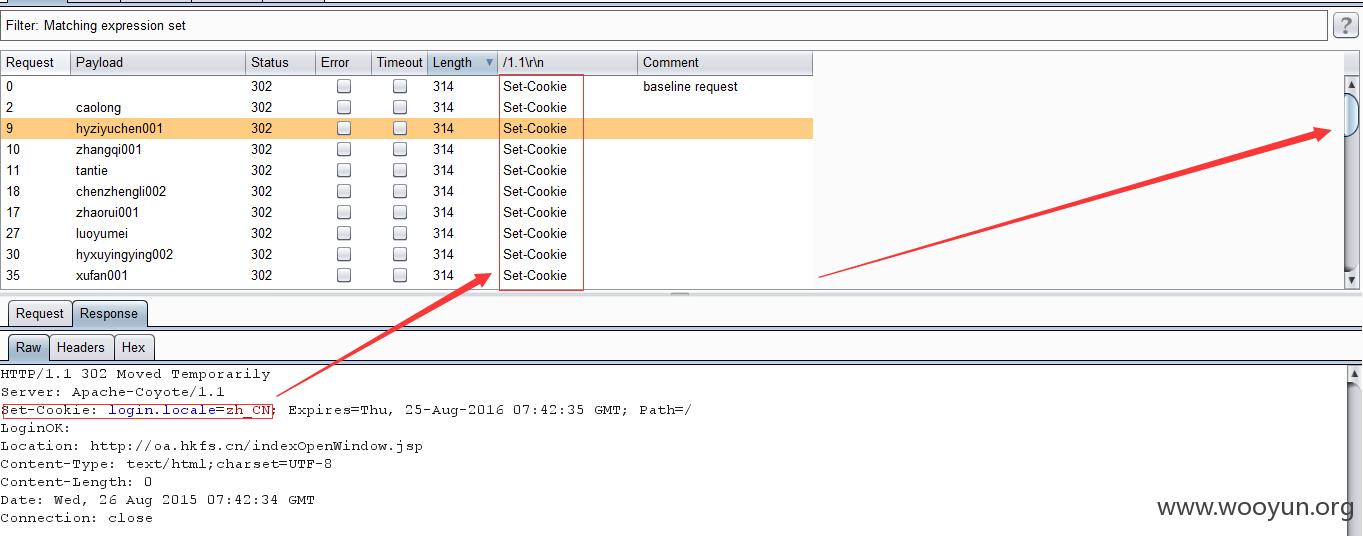 Filter: Matching expression set
?
Request Payload Status Error Timeout Length /1.1\r\n Comment
0 302 314 Set-Cookie baseline request
2 caolong 302 314 Set-Cookie
9 hyziyuchen001 302 314 Set-Cookie
10 zhangqi001 302 314 Set-Cookie
11 tantie 302 314 Set-Cookie
18 chenzhengli002 302 314 Set-Cookie
17 zhaorui001 302 314 Set-Cookie
27 luoyumei 302 314 Set-Cookie
30 hyxuyingying002 302 314 Set-Cookie
35 xufan001 302 314 Set-Cookie
Request Response
Raw Headers Hex
HTTP/1.1 302 Moved Temporarily
Server: Apache-Coyote/1.1
Set-Cookie: login.locale=zh_CN; Expires=Thu, 25-Aug-2016 07:42:35 GMT; Path=/
LoginOK:
Location: http://oa.hkfs.cn/indexOpenWindow.jsp
Content-Type: text/html;charset=UTF-8
Content-Length: 0
Date: Wed, 26 Aug 2015 07:42:34 GMT
Connection: close
www.wooyun.org